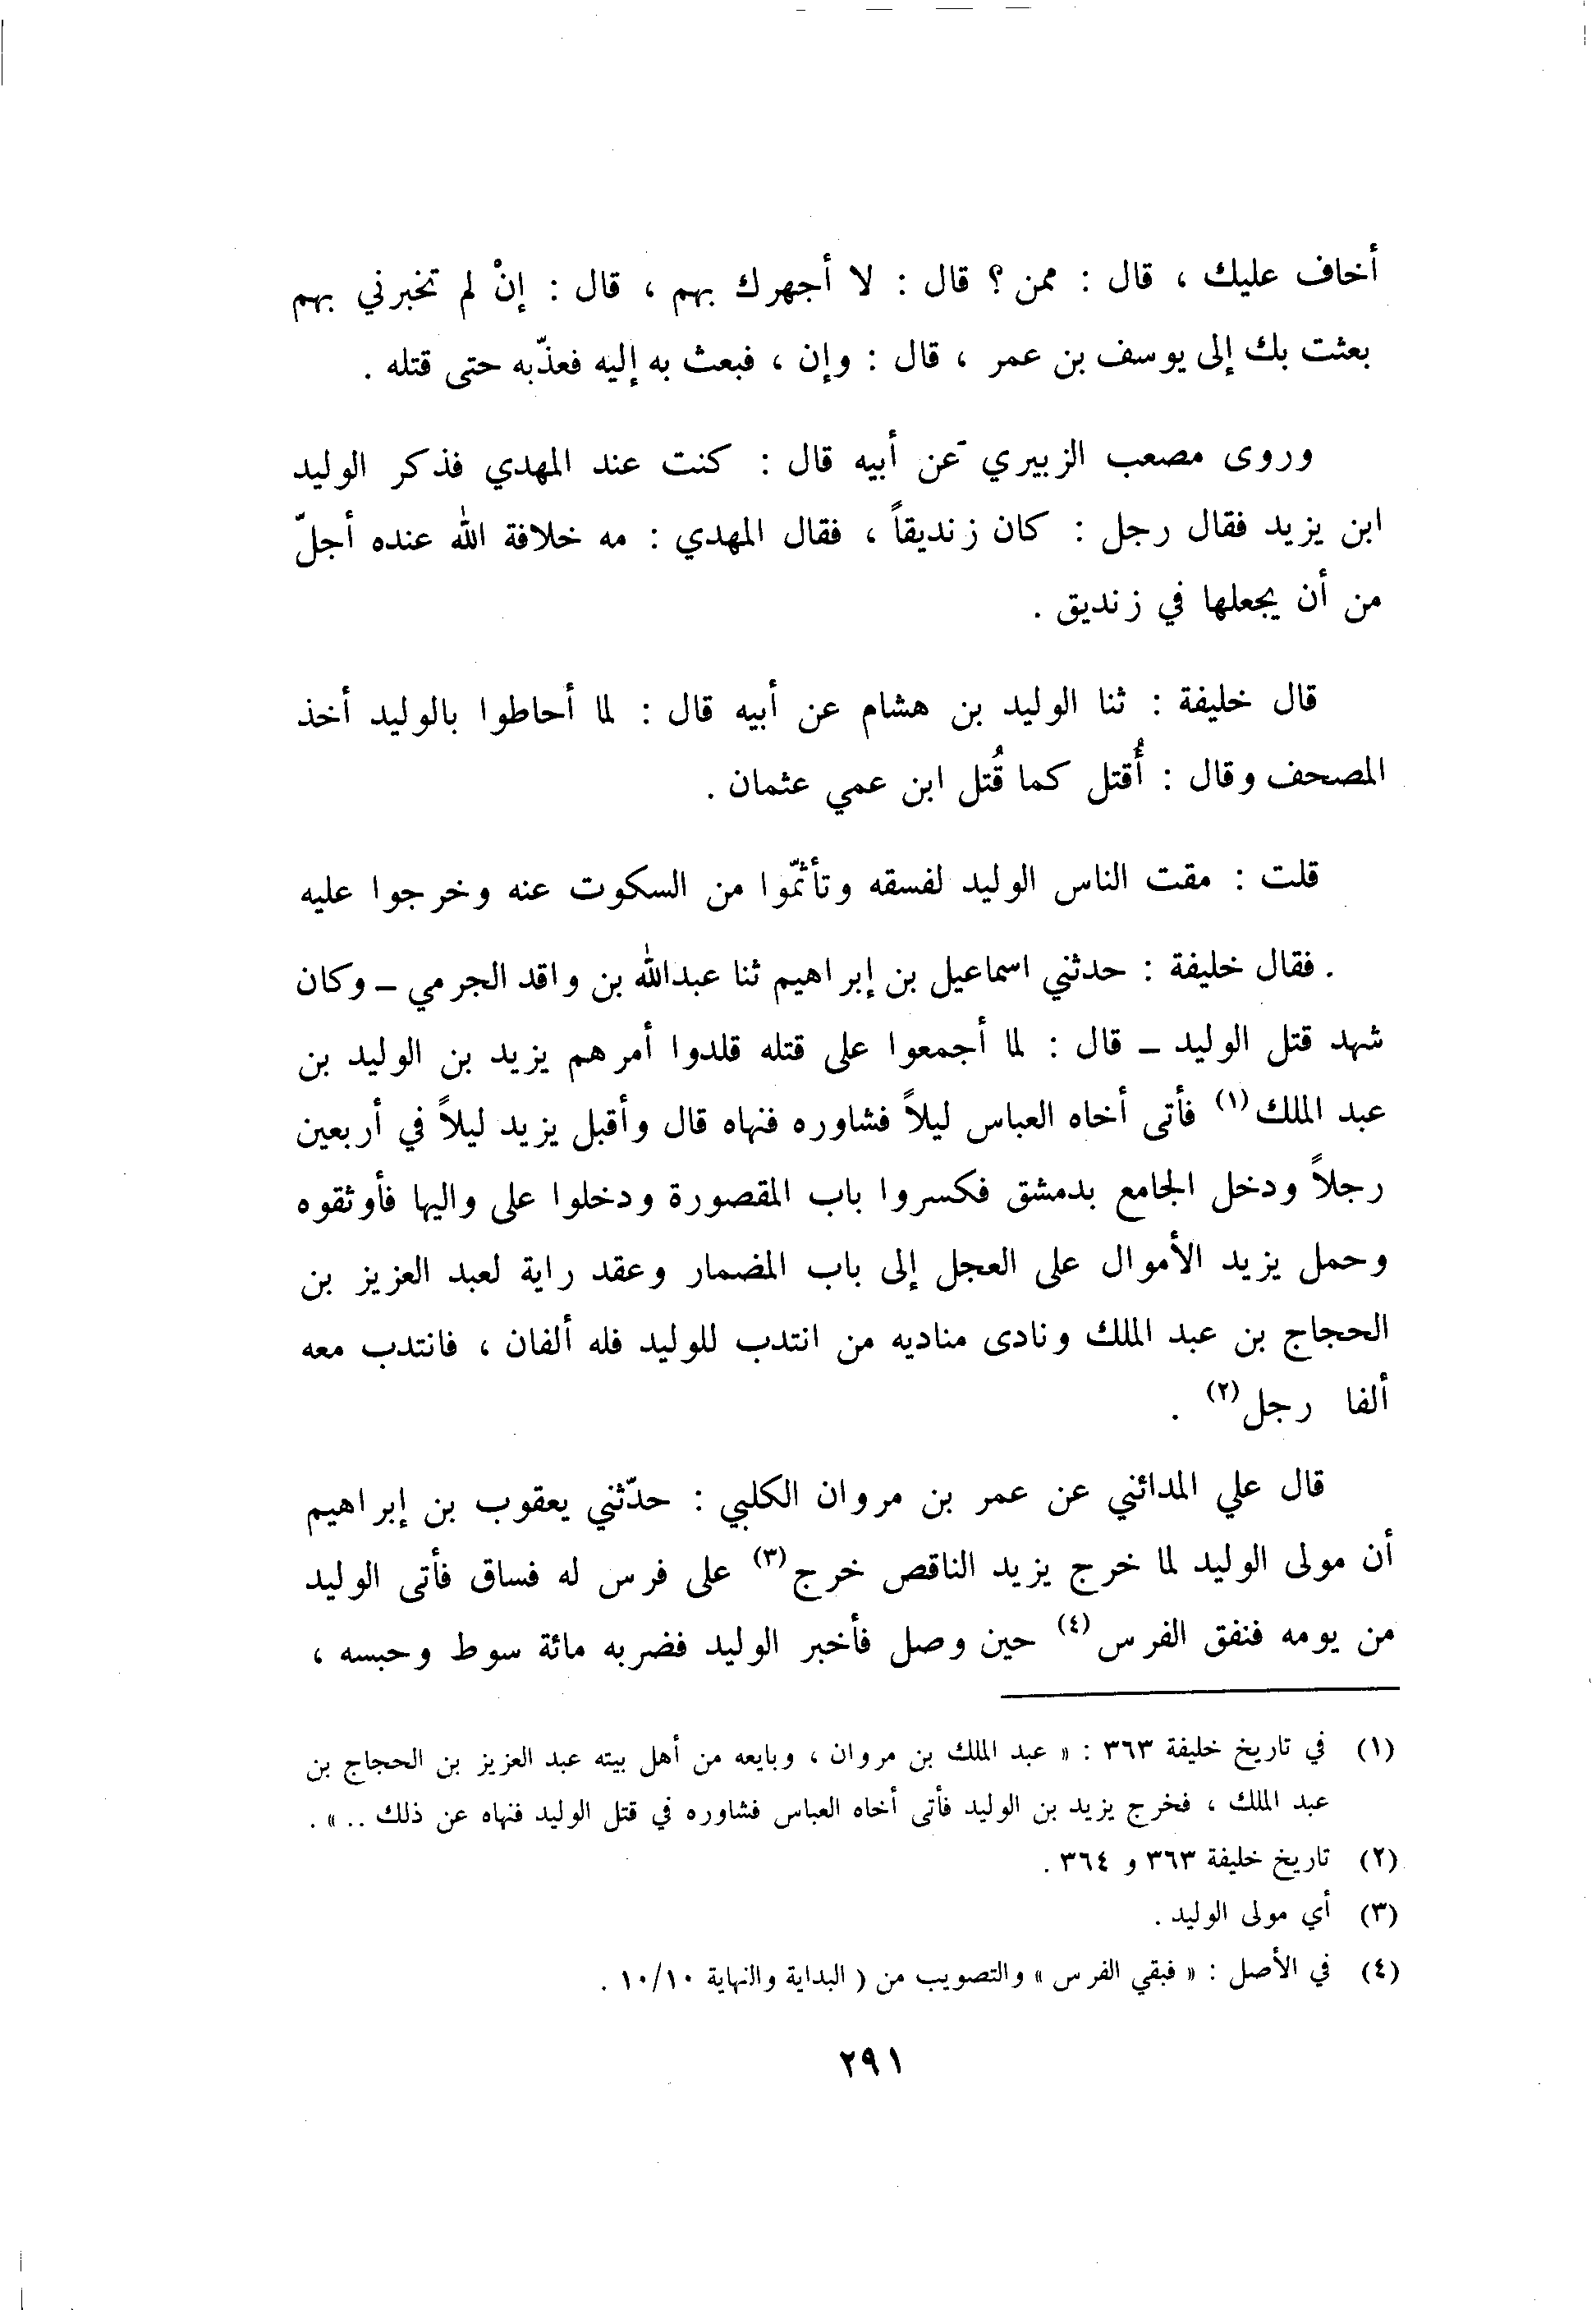 أخاف عليك ، قال : ممن ؟ قال : لا أجهرك بهم ، قال : إنْ لم تخبرني بهم
بعثت بك إلى يوسف بن عمر ، قال : وإن ، فبعث به إليه فعذّبه حتى قتله .
وروى مصعب الزبيري عن أبيه قال : كنت عند المهدي فذكر الوليد
ابن يزيد فقال رجل : كان زنديقاً ، فقال المهدي : مه خلافة الله عنده أجلّ
من أن يجعلها في زنديق .
قال خليفة : ثنا الوليد بن هشام عن أبيه قال : لما أحاطوا بالوليد أخذ
المصحف وقال : أُقتل كما قُتل ابن عمي عثمان .
قلت : مقت الناس الوليد لفسقه وتأثّموا من السكوت عنه وخرجوا عليه
. فقال خليفة : حدثني اسماعيل بن إبراهيم ثنا عبدالله بن واقد الجرمي ــ وكان
شهد قتل الوليد ــ قال : لما أجمعوا على قتله قلدوا أمرهم يزيد بن الوليد بن
عبد الملك (١) فأتى أخاه العباس ليلاً فشاوره فنهاه قال وأقبل يزيد ليلاً في أربعين
رجلاً ودخل الجامع بدمشق فكسروا باب المقصورة ودخلوا على واليها فأوثقوه
وحمل يزيد الأموال على العجل إلى باب المضمار وعقد راية لعبد العزيز بن
الحجاج بن عبد الملك ونادى مناديه من انتدب للوليد فله ألفان ، فانتدب معه
ألفا رجل (٢) .
قال علي المدائني عن عمر بن مروان الكلبي : حدّثني يعقوب بن إبراهيم
أن مولى الوليد لما خرج يزيد الناقص خرج (٣) على فرس له فساق فأتى الوليد
من يومه فنفق الفرس (٤) حين وصل فأخبر الوليد فضربه مائة سوط وحبسه ،
(١) في تاريخ خليفة ٣٦٣ : « عبد الملك بن مروان ، وبايعه من أهل بيته عبد العزيز بن الحجاج بن
عبد الملك ، فخرج يزيد بن الوليد فأتى أخاه العباس فشاوره في قتل الوليد فنهاه عن ذلك .. » .
(٢) تاريخ خليفة ٣٦٣ و ٣٦٤ .
(٣) أي مولى الوليد .
(٤) في الأصل : « فبقي الفرس » والتصويب من ( البداية والنهاية ١٠/١٠ .
٢٩١